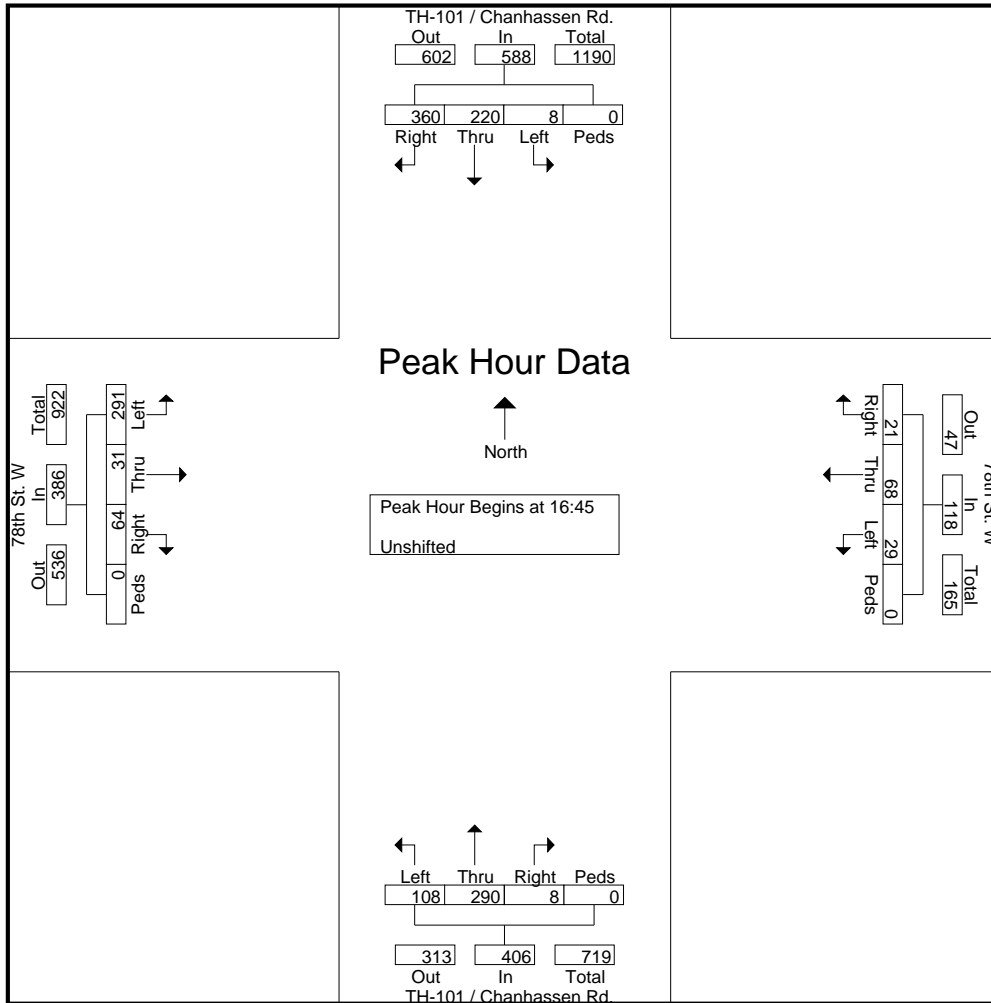 TH-101 / Chanhassen Rd.
Out In Total
602 588 1190
360 220 8 0
Right Thru Left Peds
Peak Hour Data
North
Peak Hour Begins at 16:45
Unshifted
78th St. W
Total In Out
922 386 536
291 31 64 0
Left Thru Right Peds
Right Thru Left Peds
21 68 29 0
Out In Total
47 118 165
78th St. W
Left Thru Right Peds
108 290 8 0
313 406 719
Out In Total
TH-101 / Chanhassen Rd.